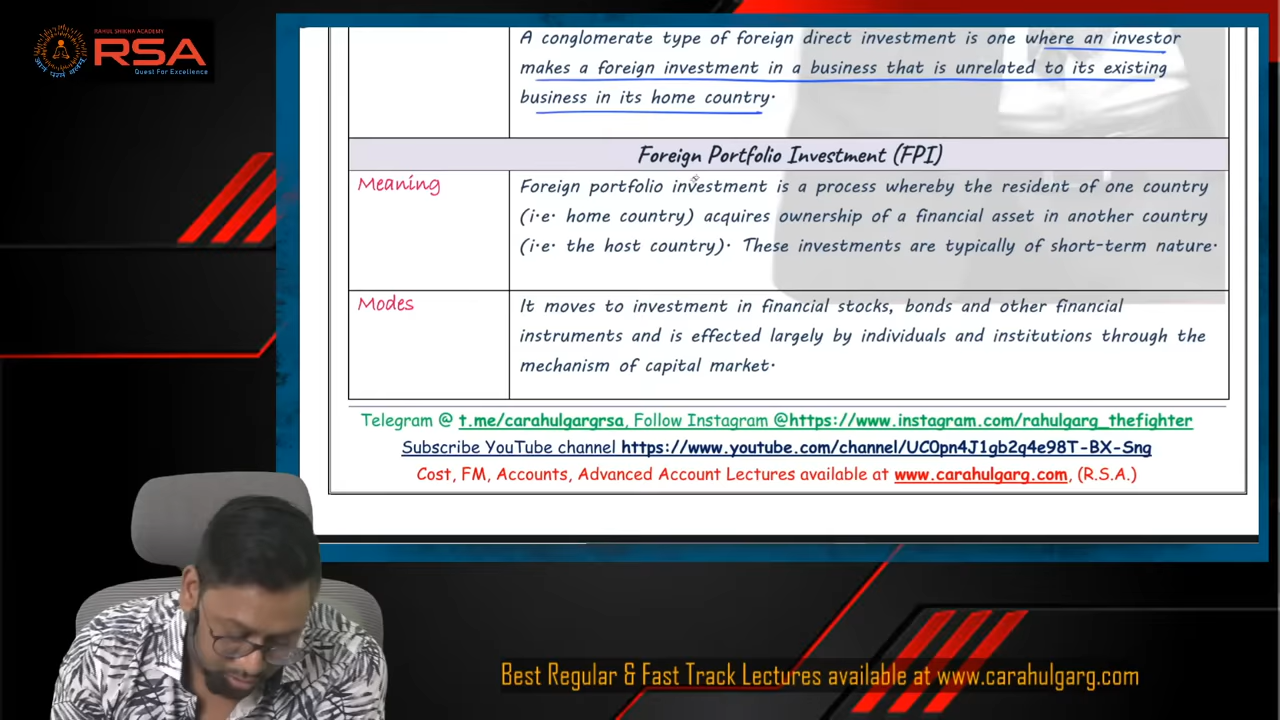 RAHUL SHIKHA ACADEMY
RSA
Quest For Excellence
A conglomerate type of foreign direct investment is one where an investor
makes a foreign investment in a business that is unrelated to its existing
business in its home country.
Foreign Portfolio Investment (FPI)
Meaning
Foreign portfolio investment is a process whereby the resident of one country
(i.e. home country) acquires ownership of a financial asset in another country
(i.e. the host country). These investments are typically of short-term nature.
Modes
It moves to investment in financial stocks, bonds and other financial
instruments and is effected largely by individuals and institutions through the
mechanism of capital market.
Telegram @ t.me/carahulgargrsa, Follow Instagram @https://www.instagram.com/rahulgarg_thefighter
Subscribe YouTube channel https://www.youtube.com/channel/UC0pn4J1gb2q4e98T-BX-Sng
Cost, FM, Accounts, Advanced Account Lectures available at www.carahulgarg.com, (R.S.A.)
Best Regular & Fast Track Lectures available at www.carahulgarg.com